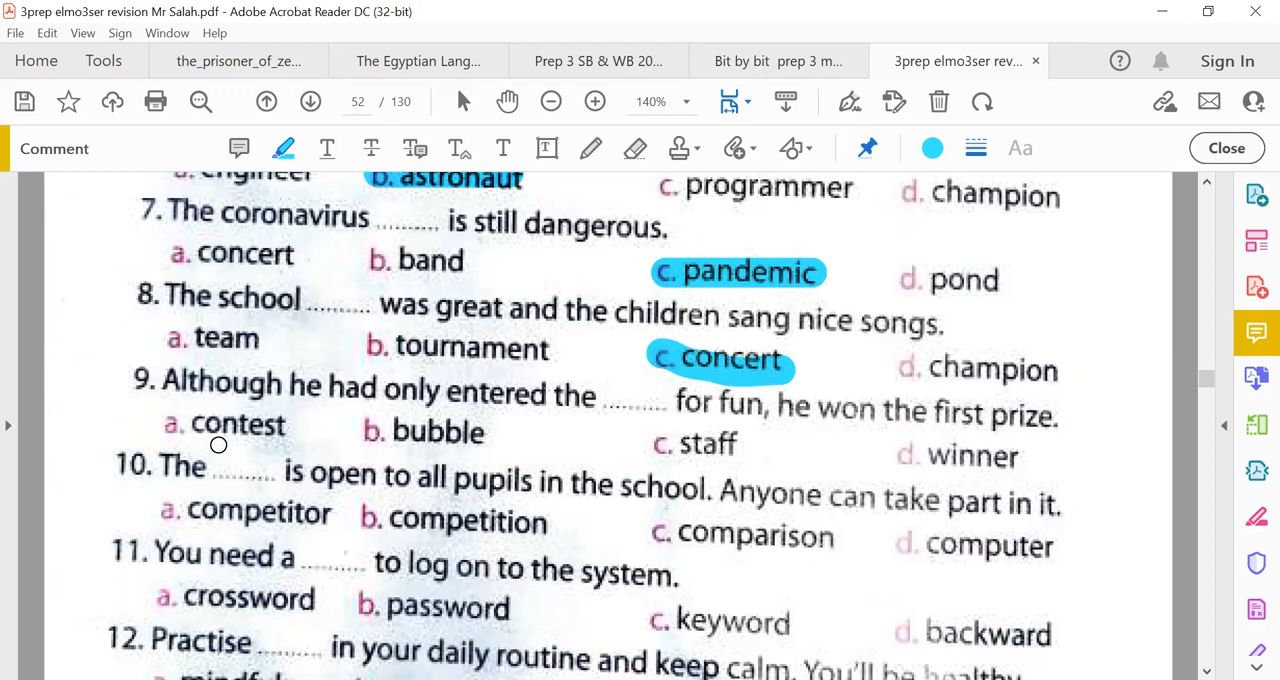 3prep elmo3ser revision Mr Salah.pdf - Adobe Acrobat Reader DC (32-bit)
File Edit View Sign Window Help
Home Tools the_prisoner_of_ze... The Egyptian Lang... Prep 3 SB & WB 20... Bit by bit prep 3 m... 3prep elmo3ser rev... × Sign In
52 / 130 140%
Comment Aa Close
a. engineer b. astronaut c. programmer d. champion
7. The coronavirus .......... is still dangerous.
a. concert b. band c. pandemic d. pond
8. The school .......... was great and the children sang nice songs.
a. team b. tournament c. concert d. champion
9. Although he had only entered the .......... for fun, he won the first prize.
a. contest b. bubble c. staff d. winner
10. The .......... is open to all pupils in the school. Anyone can take part in it.
a. competitor b. competition c. comparison d. computer
11. You need a .......... to log on to the system.
a. crossword b. password c. keyword d. backward
12. Practise .......... in your daily routine and keep calm. You'll be healthy